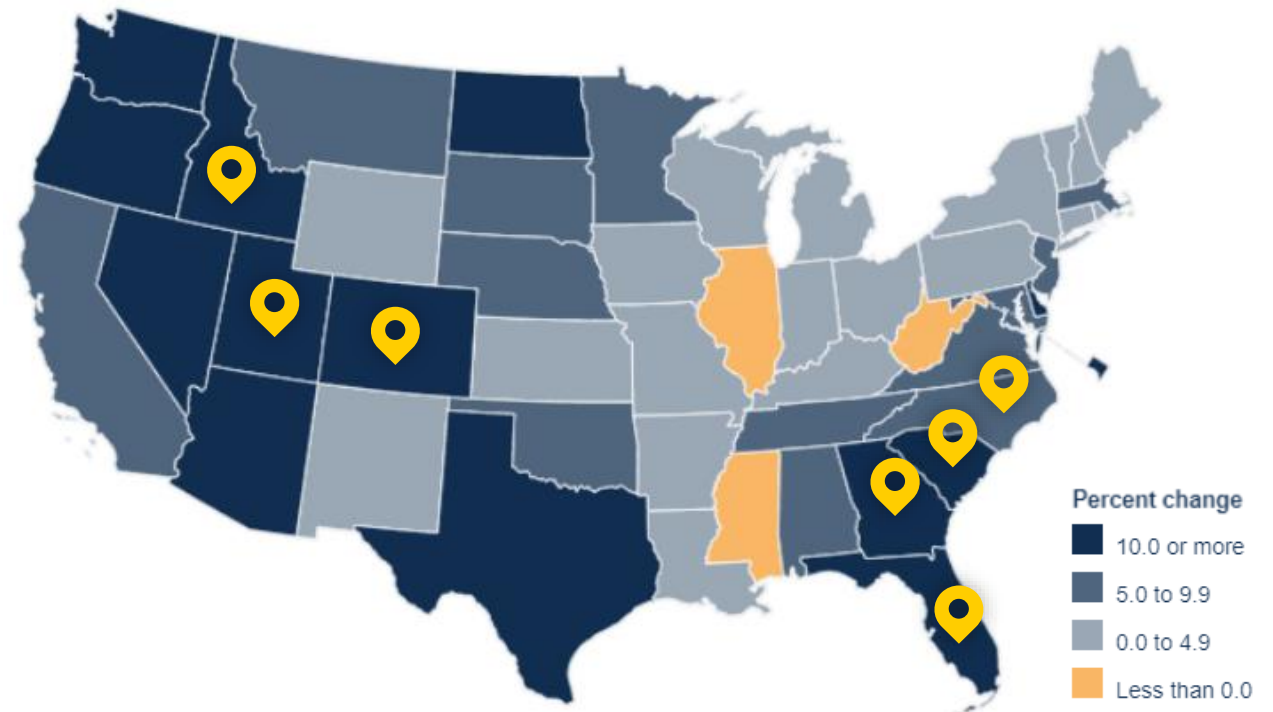 Percent change
10.0 or more
5.0 to 9.9
0.0 to 4.9
Less than 0.0